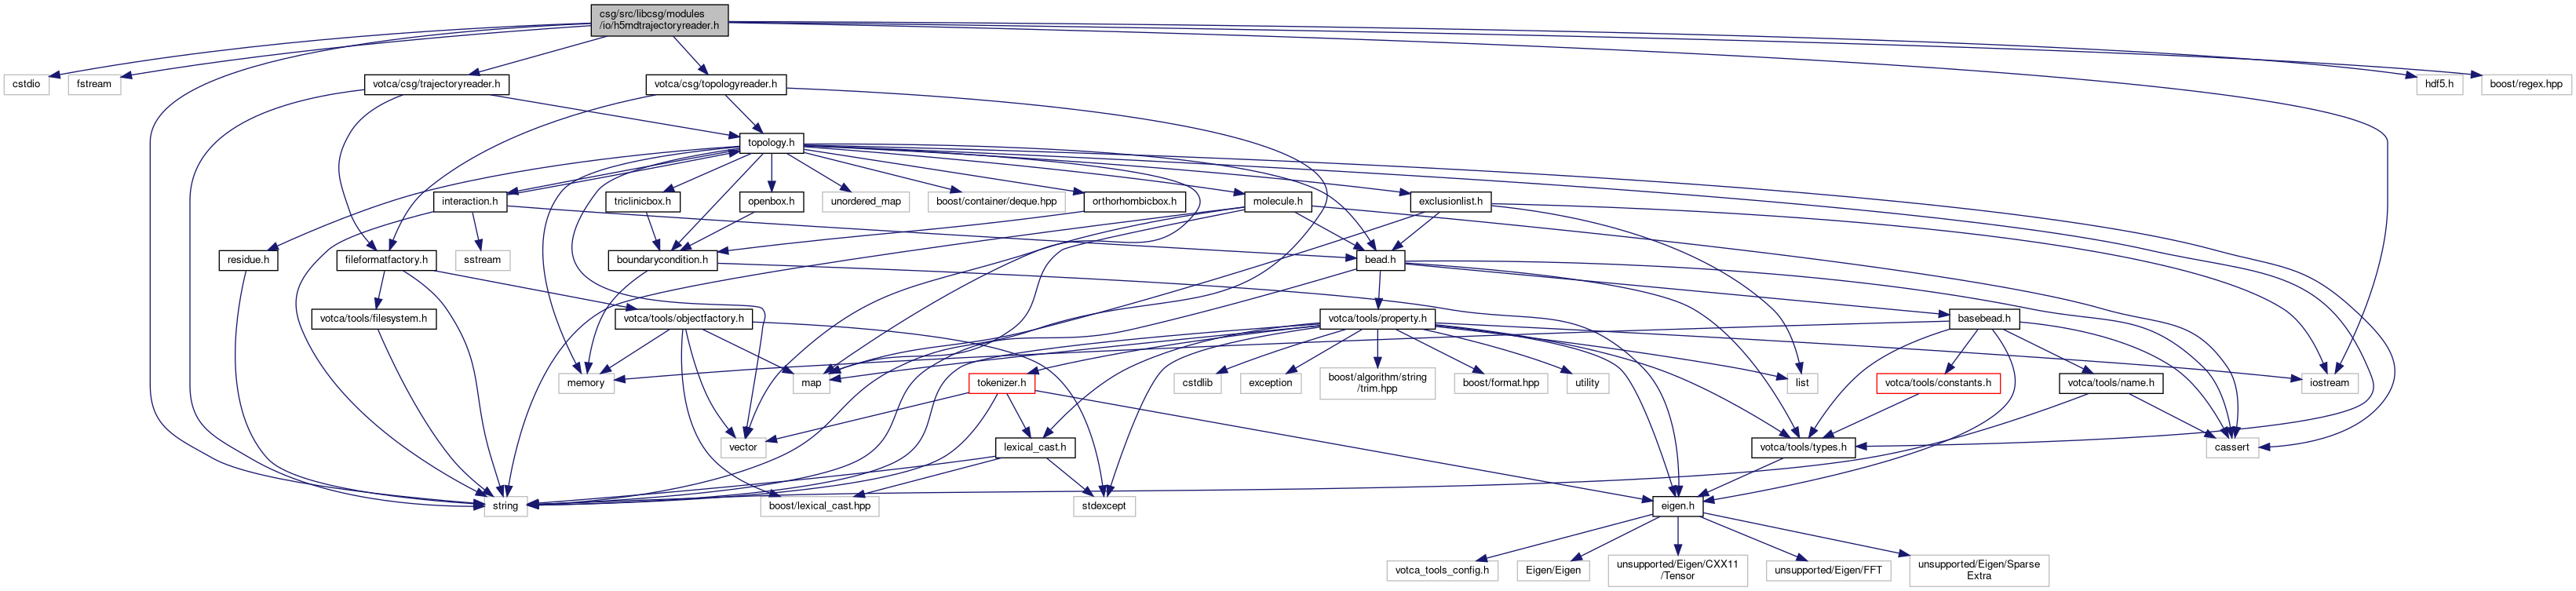 csg/src/libcsg/modules
/io/h5mdtrajectoryreader.h
cstdio
fstream
votca/csg/trajectoryreader.h
votca/csg/topologyreader.h
hdf5.h
boost/regex.hpp
topology.h
interaction.h
triclinicbox.h
openbox.h
unordered_map
boost/container/deque.hpp
orthorhombicbox.h
molecule.h
exclusionlist.h
residue.h
fileformatfactory.h
sstream
boundarycondition.h
bead.h
votca/tools/filesystem.h
votca/tools/objectfactory.h
votca/tools/property.h
basebead.h
memory
map
tokenizer.h
cstdlib
exception
boost/algorithm/string
/trim.hpp
boost/format.hpp
utility
list
votca/tools/constants.h
votca/tools/name.h
iostream
vector
lexical_cast.h
votca/tools/types.h
cassert
string
boost/lexical_cast.hpp
stdexcept
eigen.h
votca_tools_config.h
Eigen/Eigen
unsupported/Eigen/CXX11
/Tensor
unsupported/Eigen/FFT
unsupported/Eigen/Sparse
Extra